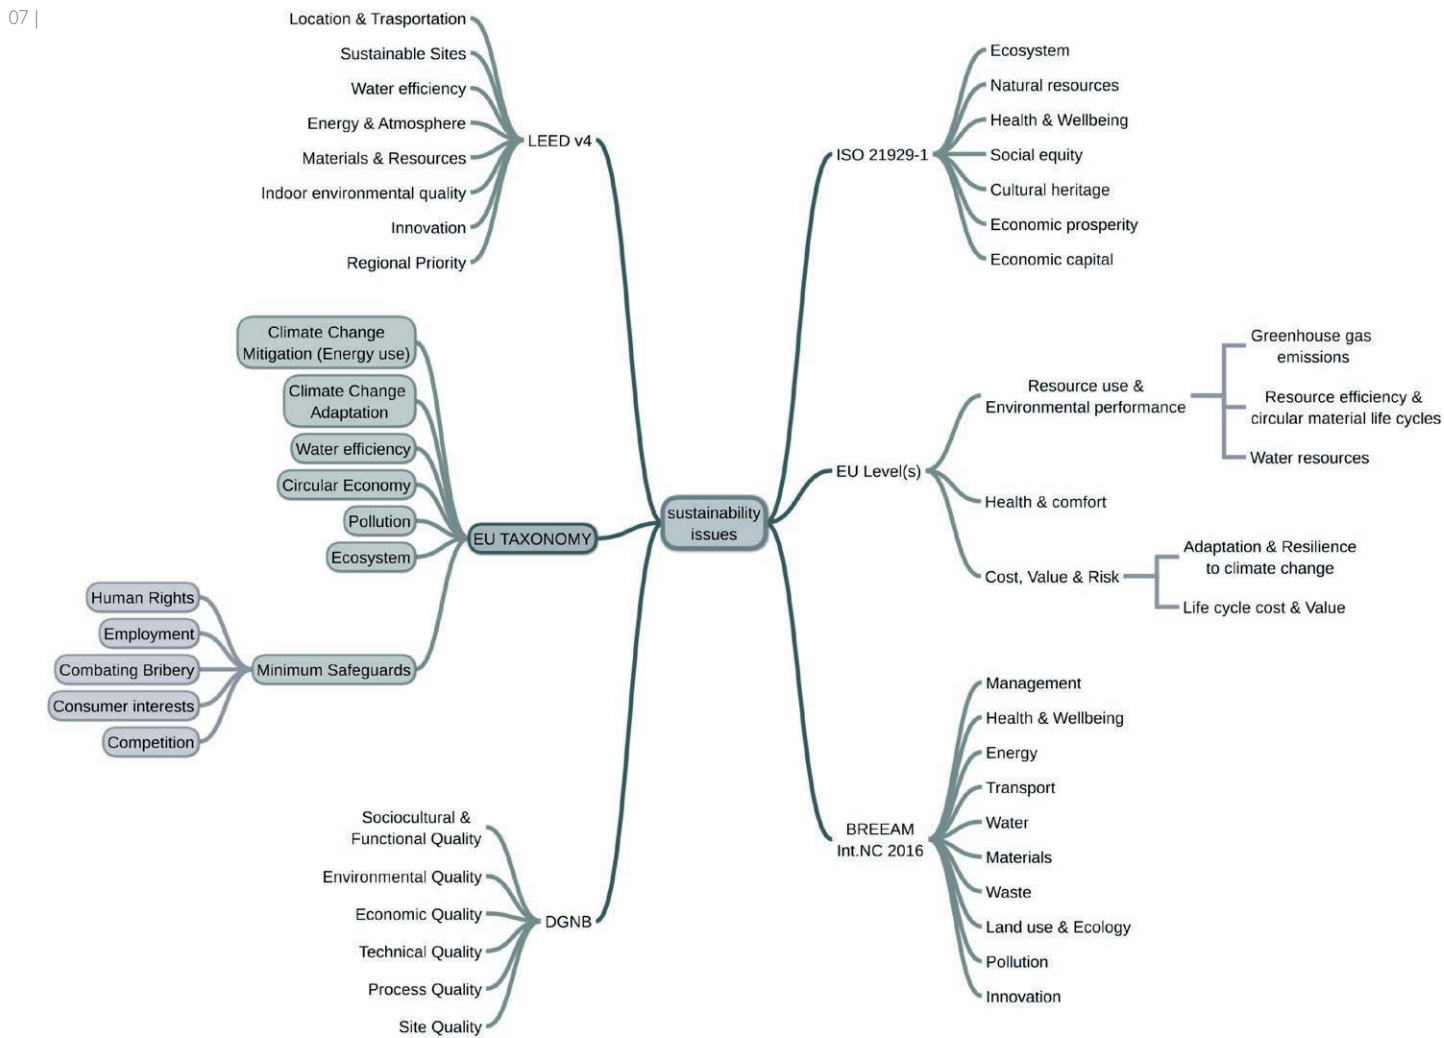 07 |
Location & Trasportation
Sustainable Sites
Water efficiency
Energy & Atmosphere
Materials & Resources
Indoor environmental quality
Innovation
Regional Priority
LEED v4
Climate Change
Mitigation (Energy use)
Climate Change
Adaptation
Water efficiency
Circular Economy
Pollution
Ecosystem
EU TAXONOMY
Human Rights
Employment
Combating Bribery
Consumer interests
Competition
Minimum Safeguards
Sociocultural &
Functional Quality
Environmental Quality
Economic Quality
Technical Quality
Process Quality
Site Quality
DGNB
sustainability
issues
ISO 21929-1
Ecosystem
Natural resources
Health & Wellbeing
Social equity
Cultural heritage
Economic prosperity
Economic capital
EU Level(s)
Resource use &
Environmental performance
Greenhouse gas
emissions
Resource efficiency &
circular material life cycles
Water resources
Health & comfort
Cost, Value & Risk
Adaptation & Resilience
to climate change
Life cycle cost & Value
BREEAM
Int.NC 2016
Management
Health & Wellbeing
Energy
Transport
Water
Materials
Waste
Land use & Ecology
Pollution
Innovation